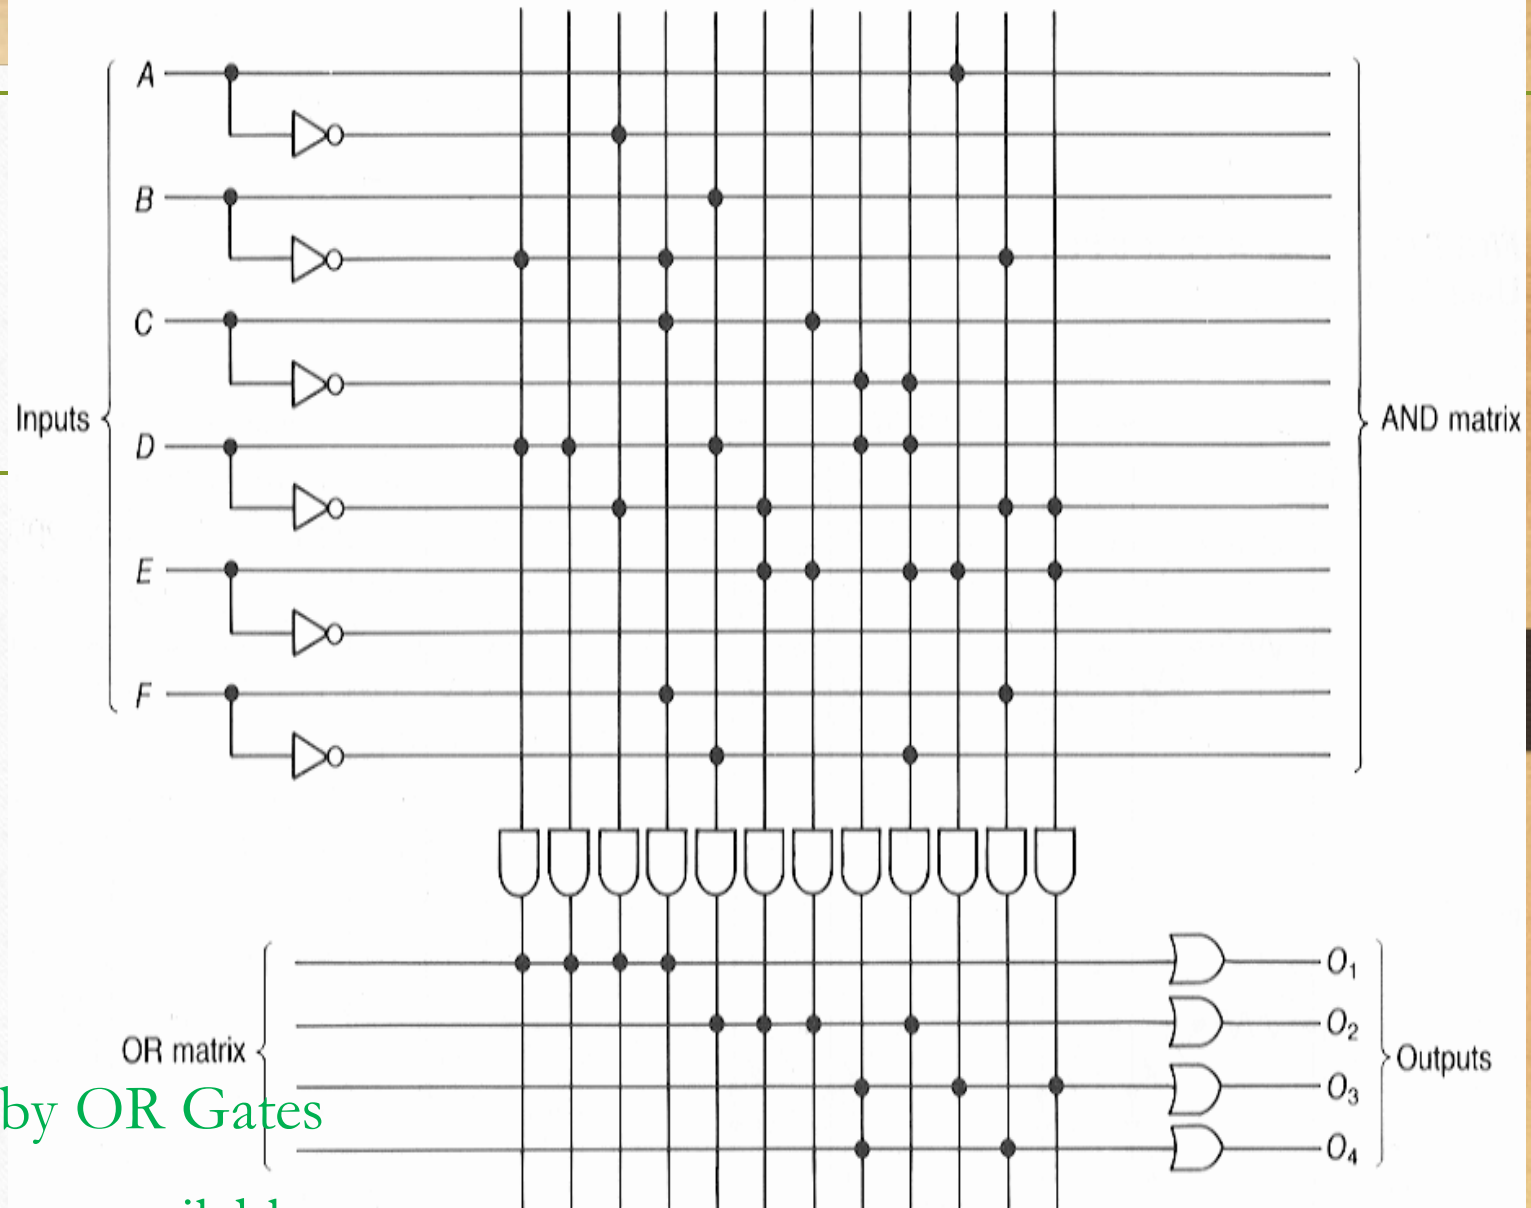 A
B
C
Inputs
AND matrix
D
E
F
O1
O2
OR matrix
Outputs
by OR Gates
O3
O4